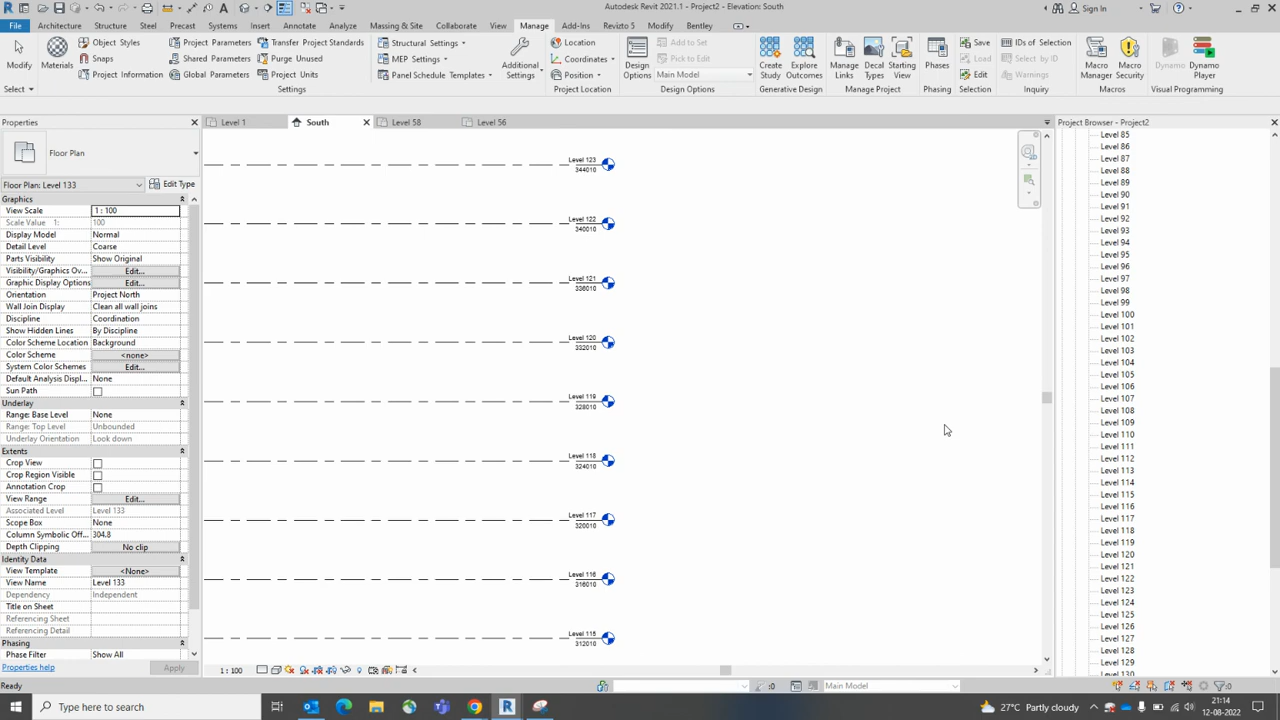 Autodesk Revit 2021.1 - Project2 - Elevation: South
Sign In
File Architecture Structure Steel Precast Systems Insert Annotate Analyze Massing & Site Collaborate View Manage Add-Ins Revizto 5 Modify Bentley
Modify
Materials
Object Styles
Snaps
Project Information
Project Parameters
Shared Parameters
Global Parameters
Transfer Project Standards
Purge Unused
Project Units
Structural Settings
MEP Settings
Panel Schedule Templates
Additional Settings
Location
Coordinates
Position
Design Options
Add to Set
Pick to Edit
Main Model
Create Study
Explore Outcomes
Manage Links
Decal Types
Starting View
Phases
Save
Load
Edit
IDs of Selection
Select by ID
Warnings
Macro Manager
Macro Security
Dynamo
Dynamo Player
Select Settings Project Location Design Options Generative Design Manage Project Phasing Selection Inquiry Macros Visual Programming
Properties
Level 1 South Level 58 Level 56
Project Browser - Project2
Floor Plan
Floor Plan: Level 133 Edit Type
Graphics
View Scale 1 : 100
Scale Value 1: 100
Display Model Normal
Detail Level Coarse
Parts Visibility Show Original
Visibility/Graphics Ov... Edit...
Graphic Display Options Edit...
Orientation Project North
Wall Join Display Clean all wall joins
Discipline Coordination
Show Hidden Lines By Discipline
Color Scheme Location Background
Color Scheme <none>
System Color Schemes Edit...
Default Analysis Displ... None
Sun Path
Underlay
Range: Base Level None
Range: Top Level Unbounded
Underlay Orientation Look down
Extents
Crop View
Crop Region Visible
Annotation Crop
View Range Edit...
Associated Level Level 133
Scope Box None
Column Symbolic Off... 304.8
Depth Clipping No clip
Identity Data
View Template <None>
View Name Level 133
Dependency Independent
Title on Sheet
Referencing Sheet
Referencing Detail
Phasing
Phase Filter Show All
Properties help Apply
Level 123
344010
Level 122
340010
Level 121
336010
Level 120
332010
Level 119
328010
Level 118
324010
Level 117
320010
Level 116
316010
Level 115
312010
Level 85
Level 86
Level 87
Level 88
Level 89
Level 90
Level 91
Level 92
Level 93
Level 94
Level 95
Level 96
Level 97
Level 98
Level 99
Level 100
Level 101
Level 102
Level 103
Level 104
Level 105
Level 106
Level 107
Level 108
Level 109
Level 110
Level 111
Level 112
Level 113
Level 114
Level 115
Level 116
Level 117
Level 118
Level 119
Level 120
Level 121
Level 122
Level 123
Level 124
Level 125
Level 126
Level 127
Level 128
Level 129
Level 130
1 : 100
Ready
:0
Main Model
:0
Type here to search
27°C Partly cloudy
21:14
12-08-2022